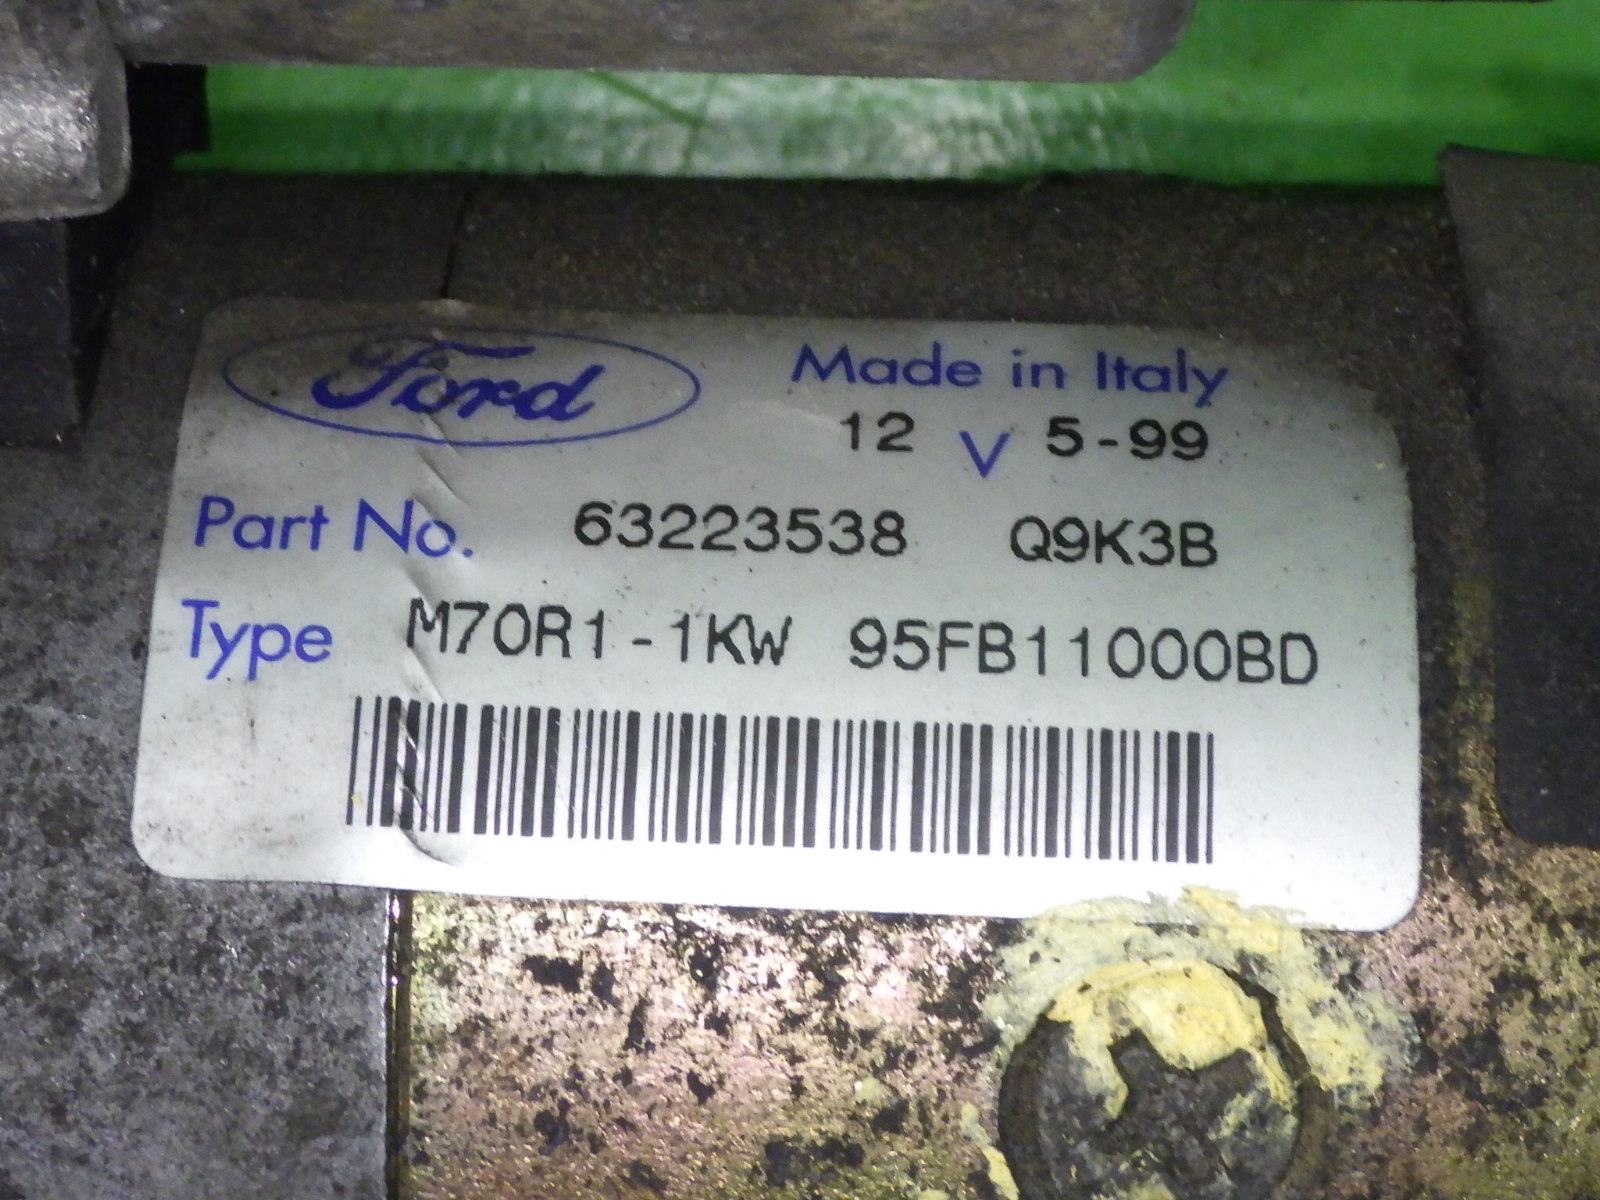 Ford Made in Italy
12 V 5-99
Part No. 63223538 Q9K3B
Type M70R1-1KW 95FB11000BD